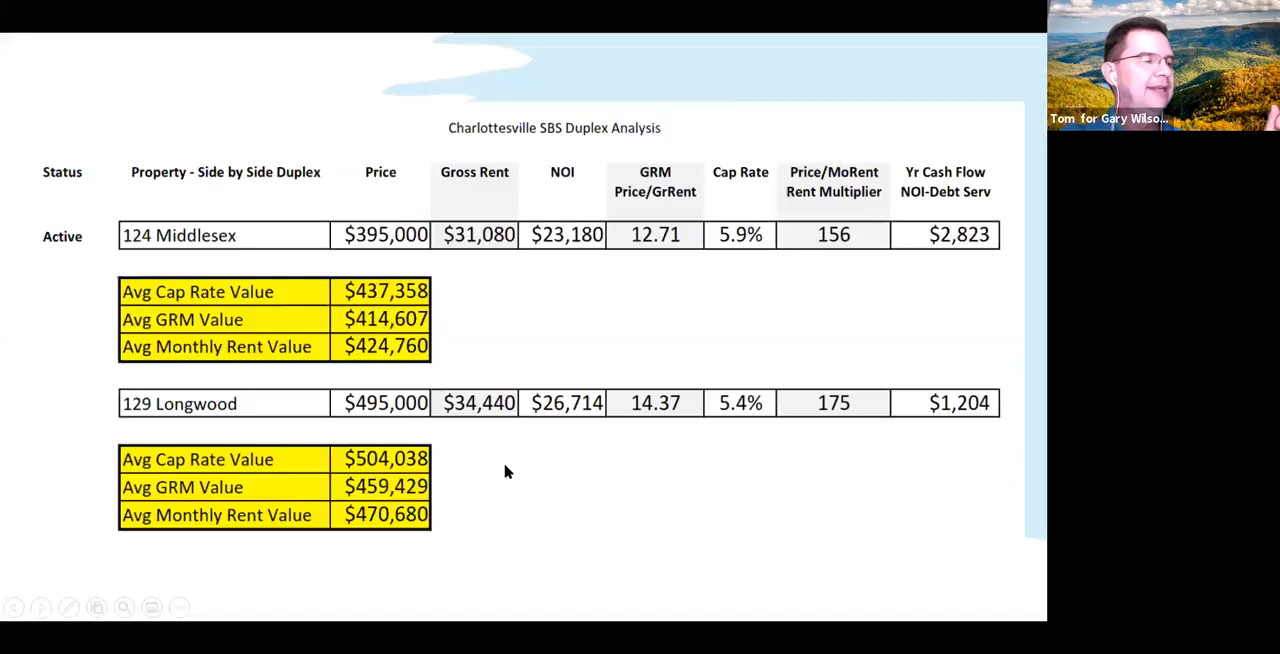 Tom for Gary Wilso...
Charlottesville SBS Duplex Analysis
Status Property - Side by Side Duplex Price Gross Rent NOI GRM Cap Rate Price/MoRent Yr Cash Flow
Price/GrRent Rent Multiplier NOI-Debt Serv
Active 124 Middlesex $395,000 $31,080 $23,180 12.71 5.9% 156 $2,823
Avg Cap Rate Value $437,358
Avg GRM Value $414,607
Avg Monthly Rent Value $424,760
129 Longwood $495,000 $34,440 $26,714 14.37 5.4% 175 $1,204
Avg Cap Rate Value $504,038
Avg GRM Value $459,429
Avg Monthly Rent Value $470,680